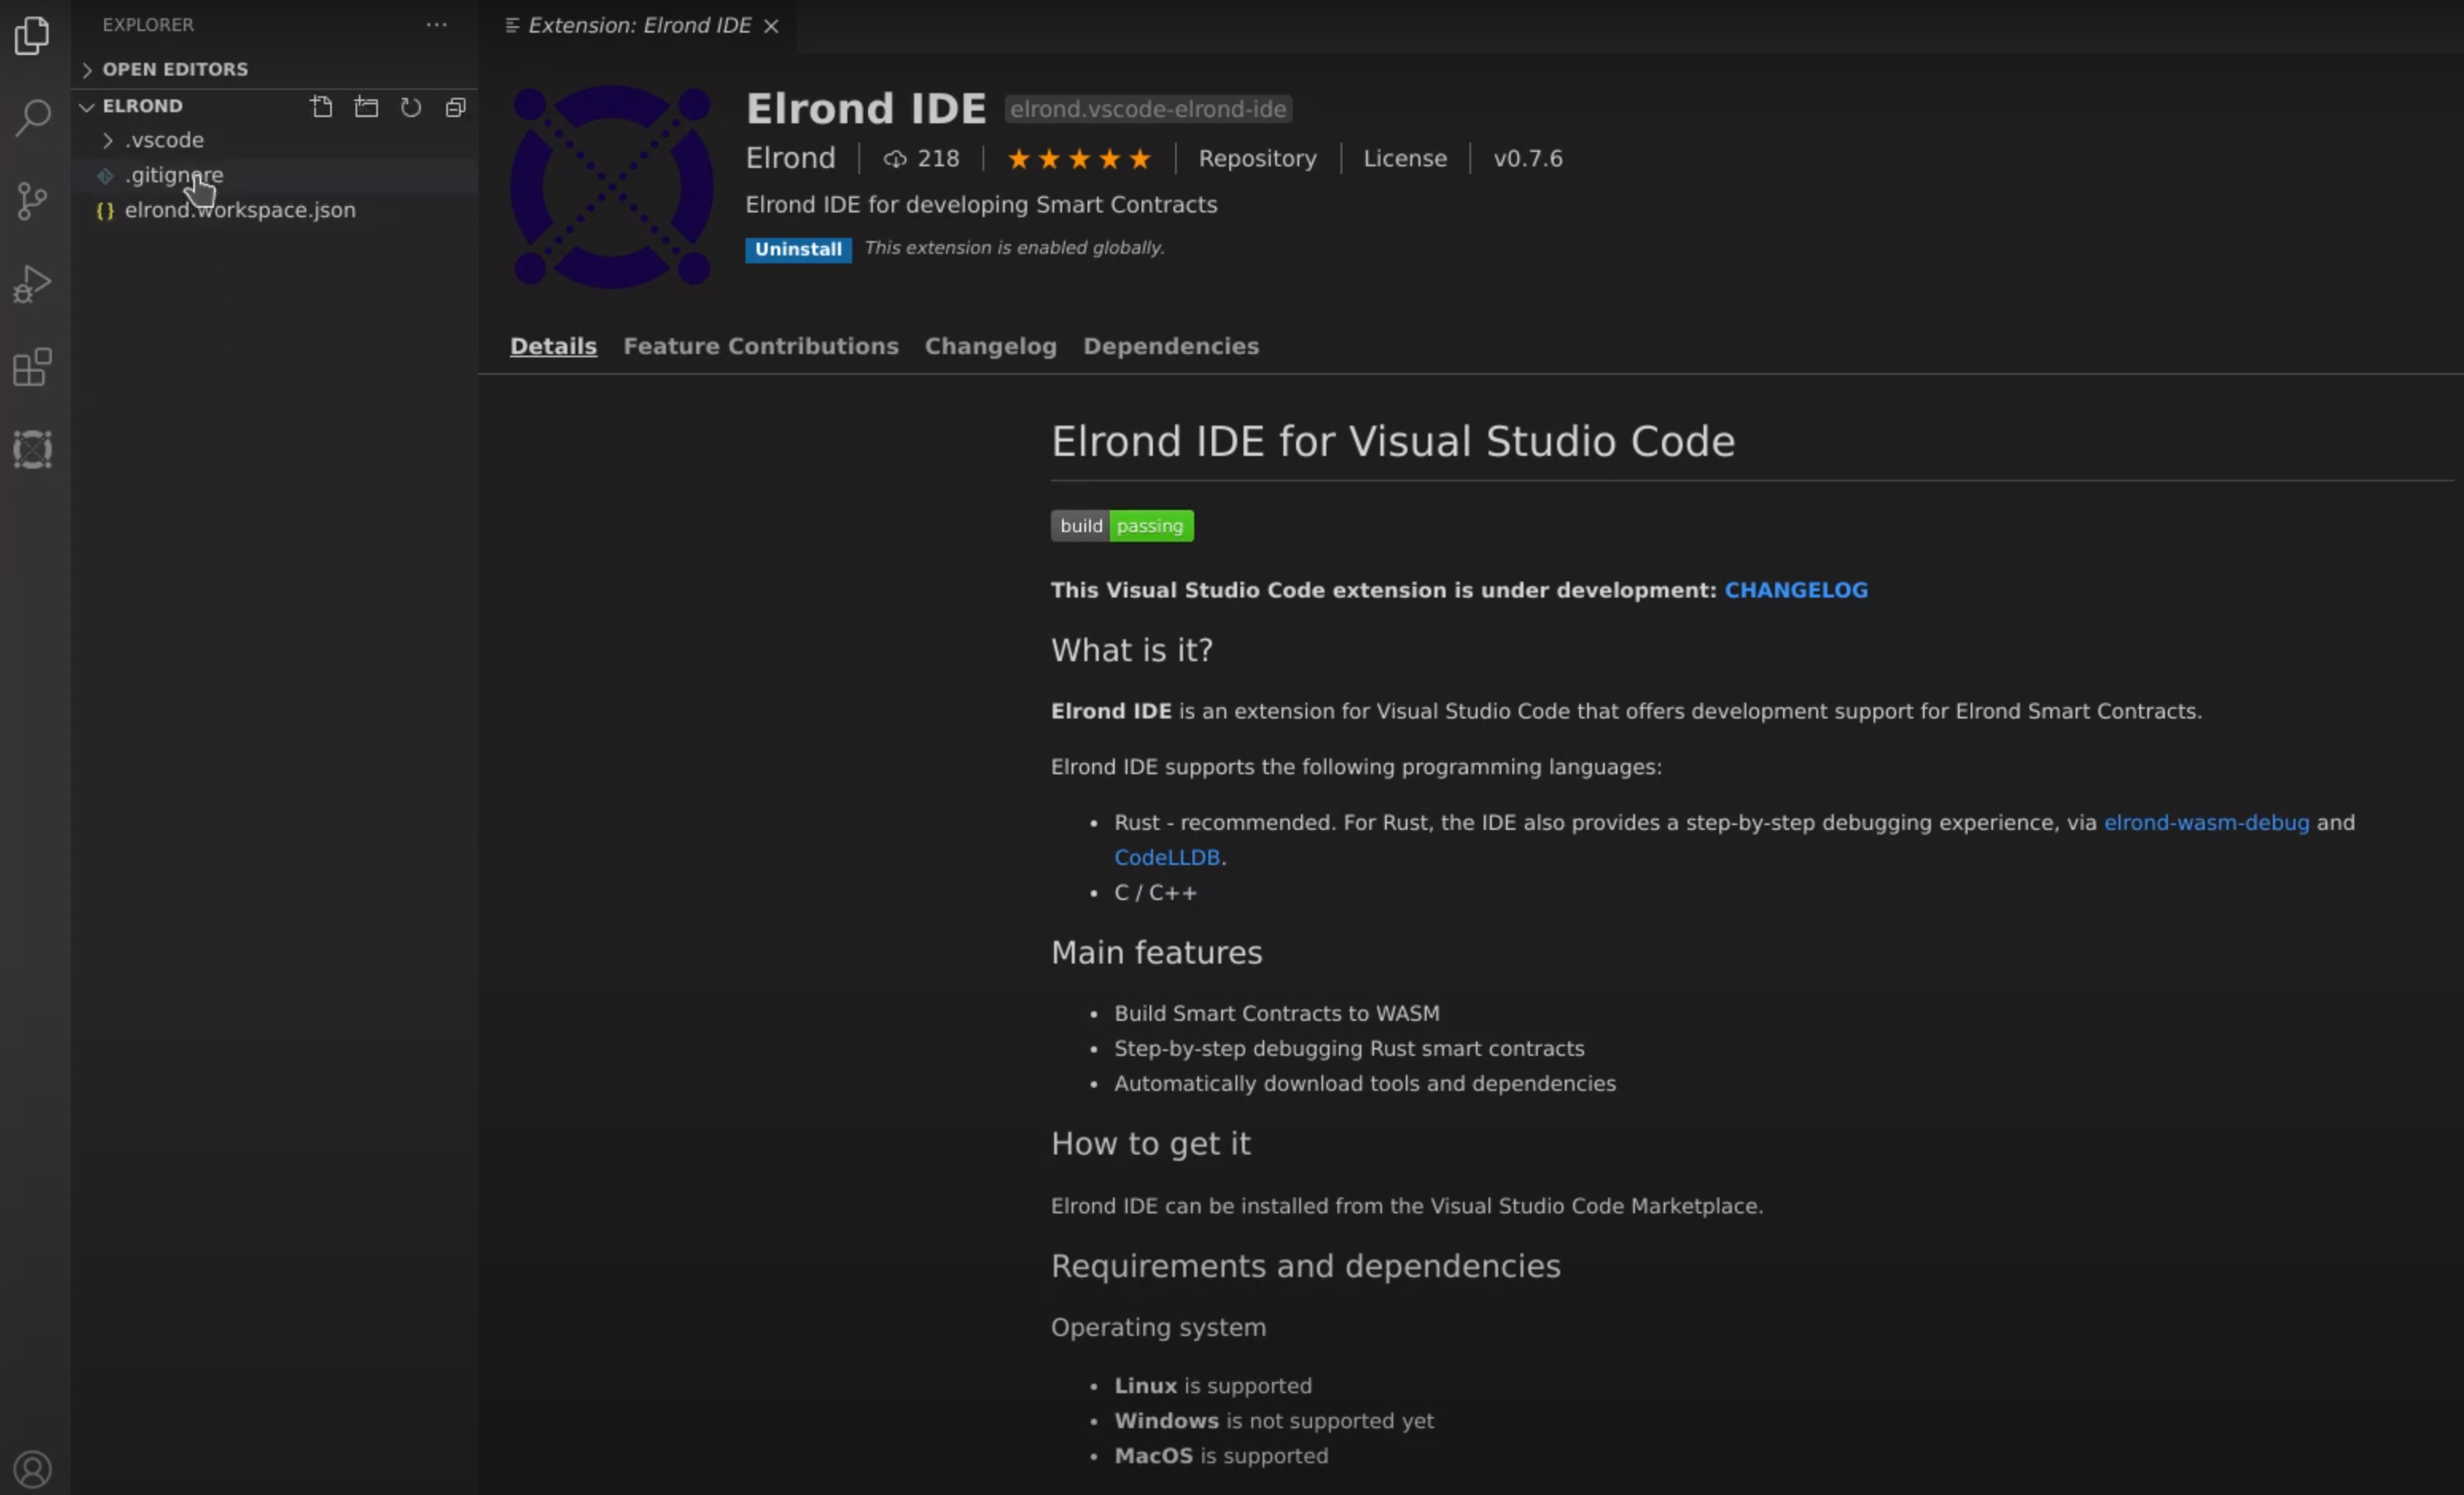 EXPLORER
OPEN EDITORS
ELROND
.vscode
.gitignore
elrond.workspace.json
Extension: Elrond IDE
Elrond IDE elrond.vscode-elrond-ide
Elrond 218 Repository License v0.7.6
Elrond IDE for developing Smart Contracts
Uninstall This extension is enabled globally.
Details Feature Contributions Changelog Dependencies
Elrond IDE for Visual Studio Code
build passing
This Visual Studio Code extension is under development: CHANGELOG
What is it?
Elrond IDE is an extension for Visual Studio Code that offers development support for Elrond Smart Contracts.
Elrond IDE supports the following programming languages:
• Rust - recommended. For Rust, the IDE also provides a step-by-step debugging experience, via elrond-wasm-debug and
CodeLLDB.
• C / C++
Main features
• Build Smart Contracts to WASM
• Step-by-step debugging Rust smart contracts
• Automatically download tools and dependencies
How to get it
Elrond IDE can be installed from the Visual Studio Code Marketplace.
Requirements and dependencies
Operating system
• Linux is supported
• Windows is not supported yet
• MacOS is supported